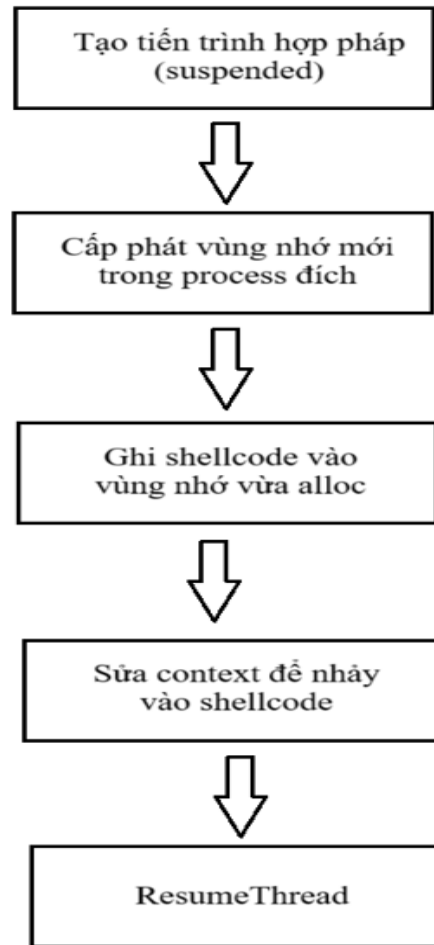 Tạo tiến trình hợp pháp
(suspended)
Cấp phát vùng nhớ mới
trong process đích
Ghi shellcode vào
vùng nhớ vừa alloc
Sửa context để nhảy
vào shellcode
ResumeThread